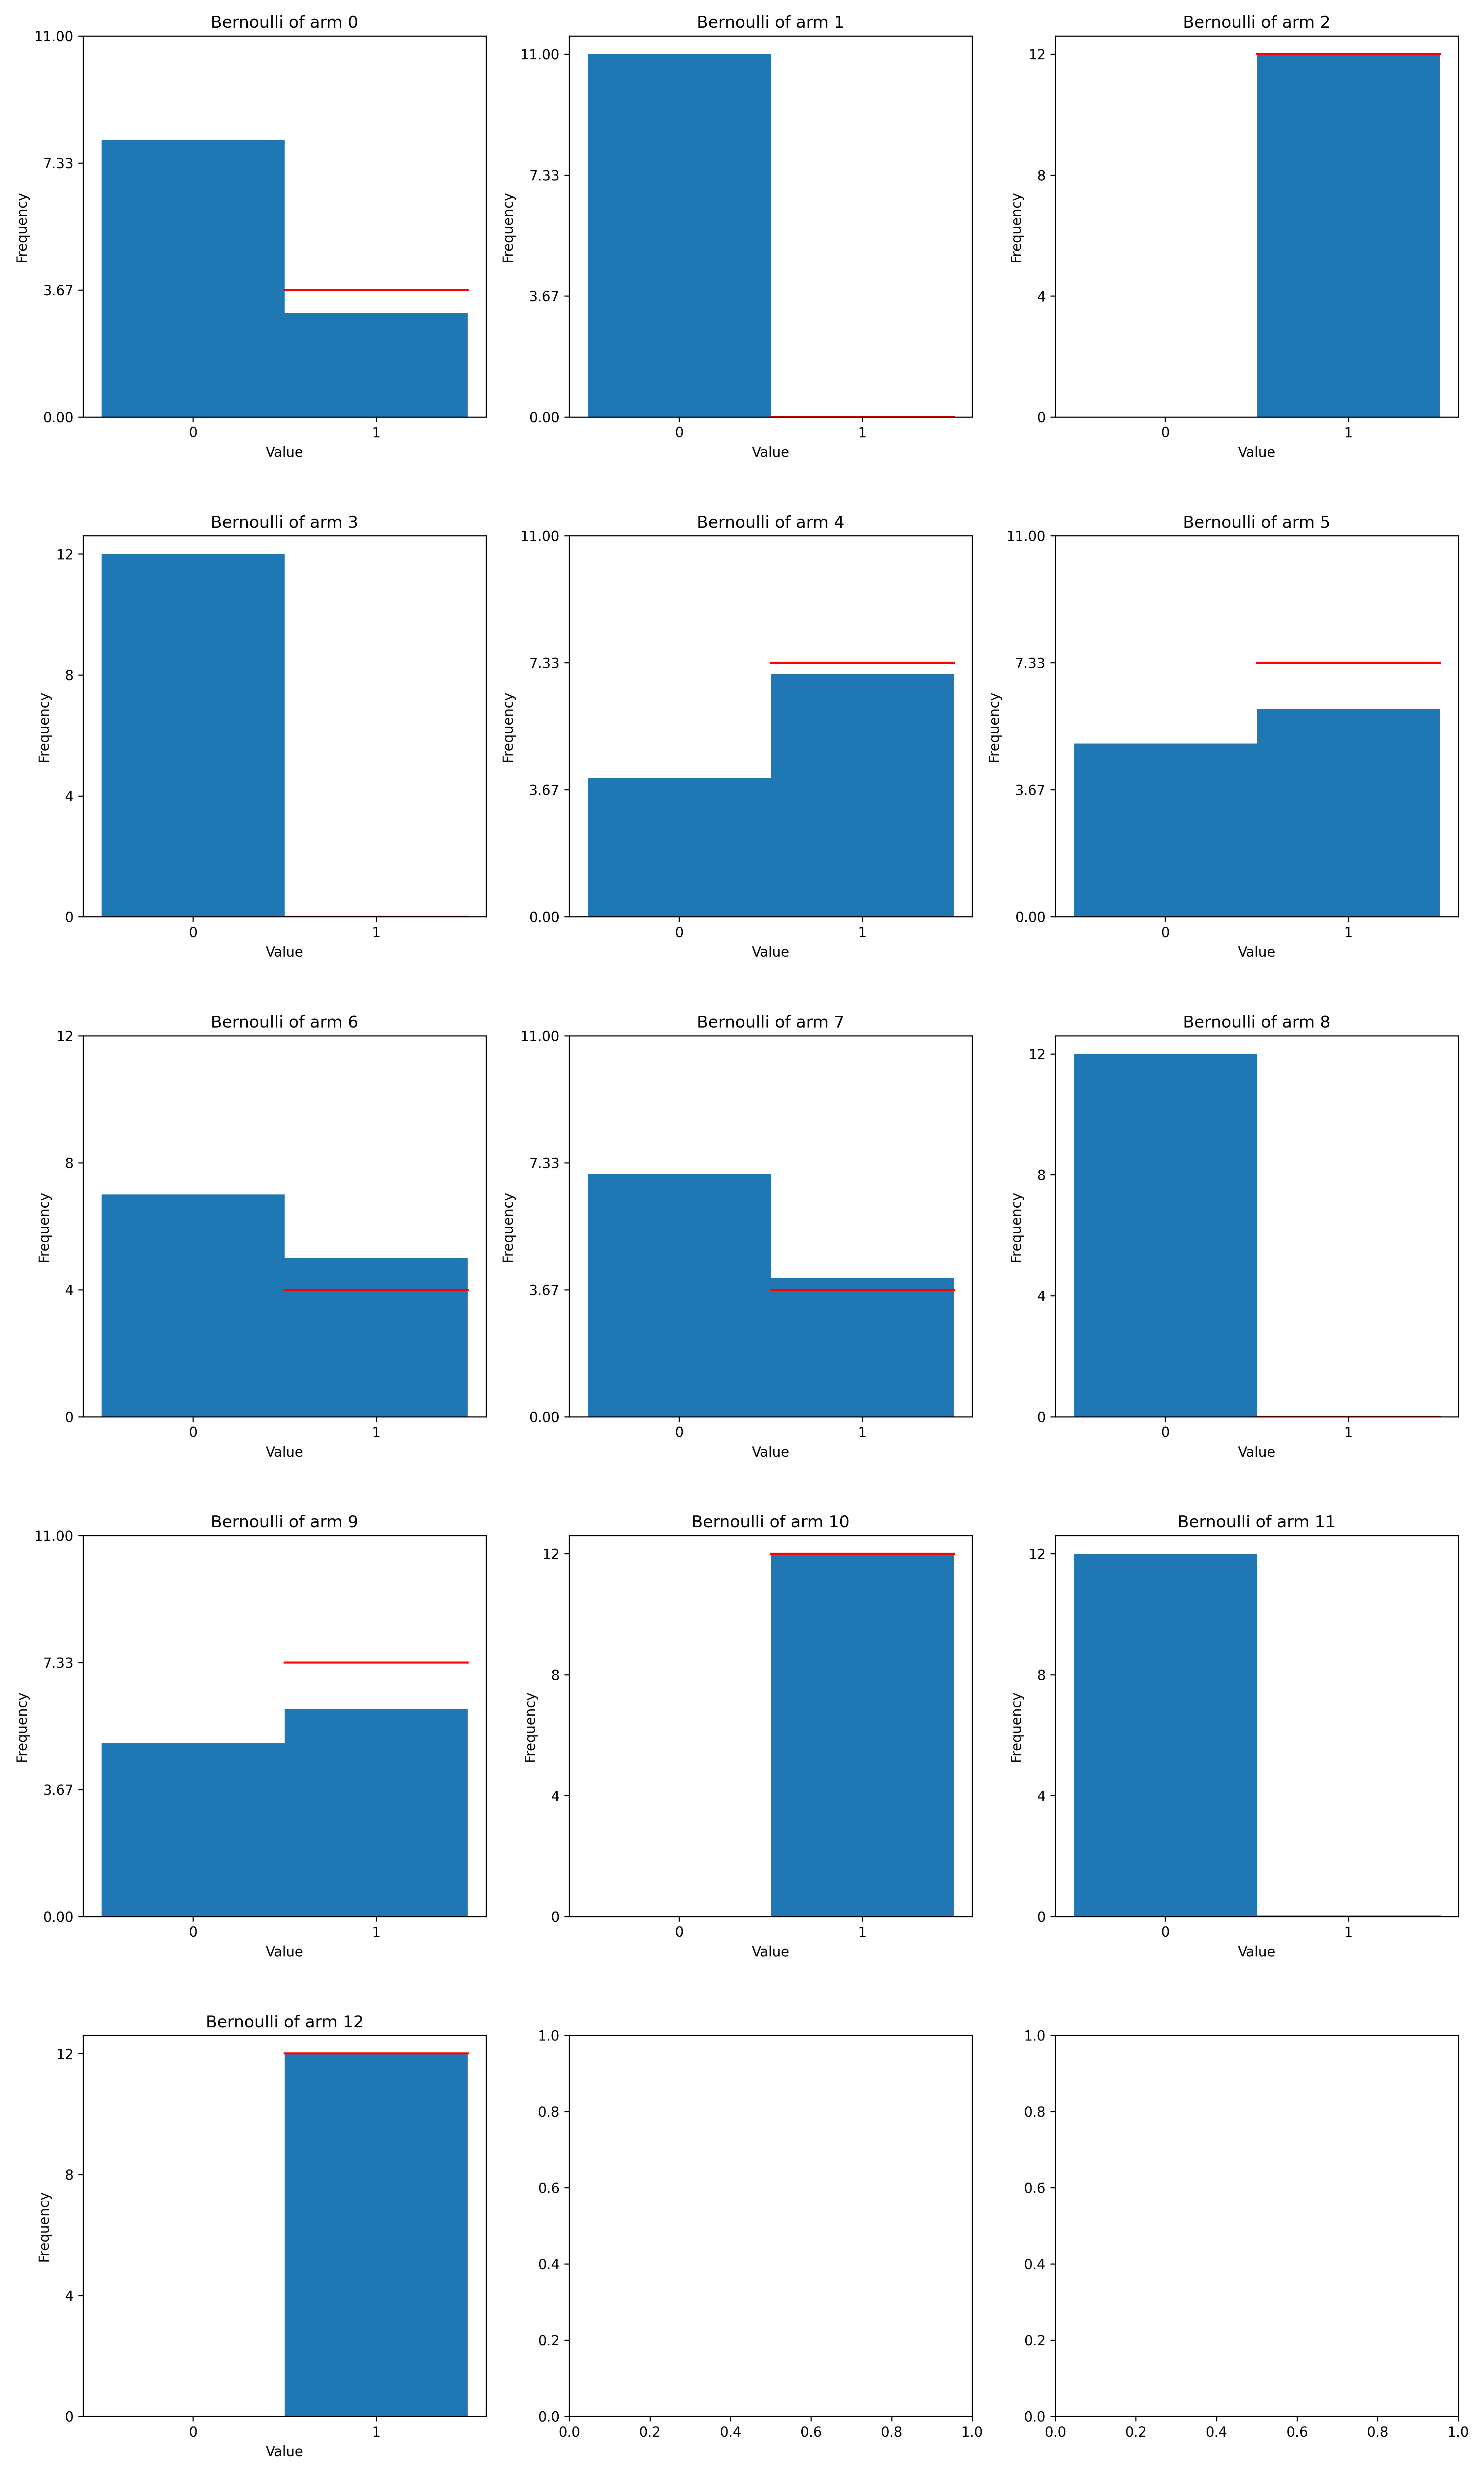 Bernoulli of arm 0
11.00
7.33
3.67
0.00
Frequency
0 1
Value
Bernoulli of arm 1
11.00
7.33
3.67
0.00
Frequency
0 1
Value
Bernoulli of arm 2
12
8
4
0
Frequency
0 1
Value
Bernoulli of arm 3
12
8
4
0
Frequency
0 1
Value
Bernoulli of arm 4
11.00
7.33
3.67
0.00
Frequency
0 1
Value
Bernoulli of arm 5
11.00
7.33
3.67
0.00
Frequency
0 1
Value
Bernoulli of arm 6
12
8
4
0
Frequency
0 1
Value
Bernoulli of arm 7
11.00
7.33
3.67
0.00
Frequency
0 1
Value
Bernoulli of arm 8
12
8
4
0
Frequency
0 1
Value
Bernoulli of arm 9
11.00
7.33
3.67
0.00
Frequency
0 1
Value
Bernoulli of arm 10
12
8
4
0
Frequency
0 1
Value
Bernoulli of arm 11
12
8
4
0
Frequency
0 1
Value
Bernoulli of arm 12
12
8
4
0
Frequency
0 1
Value
1.0
0.8
0.6
0.4
0.2
0.0
0.0 0.2 0.4 0.6 0.8 1.0
1.0
0.8
0.6
0.4
0.2
0.0
0.0 0.2 0.4 0.6 0.8 1.0